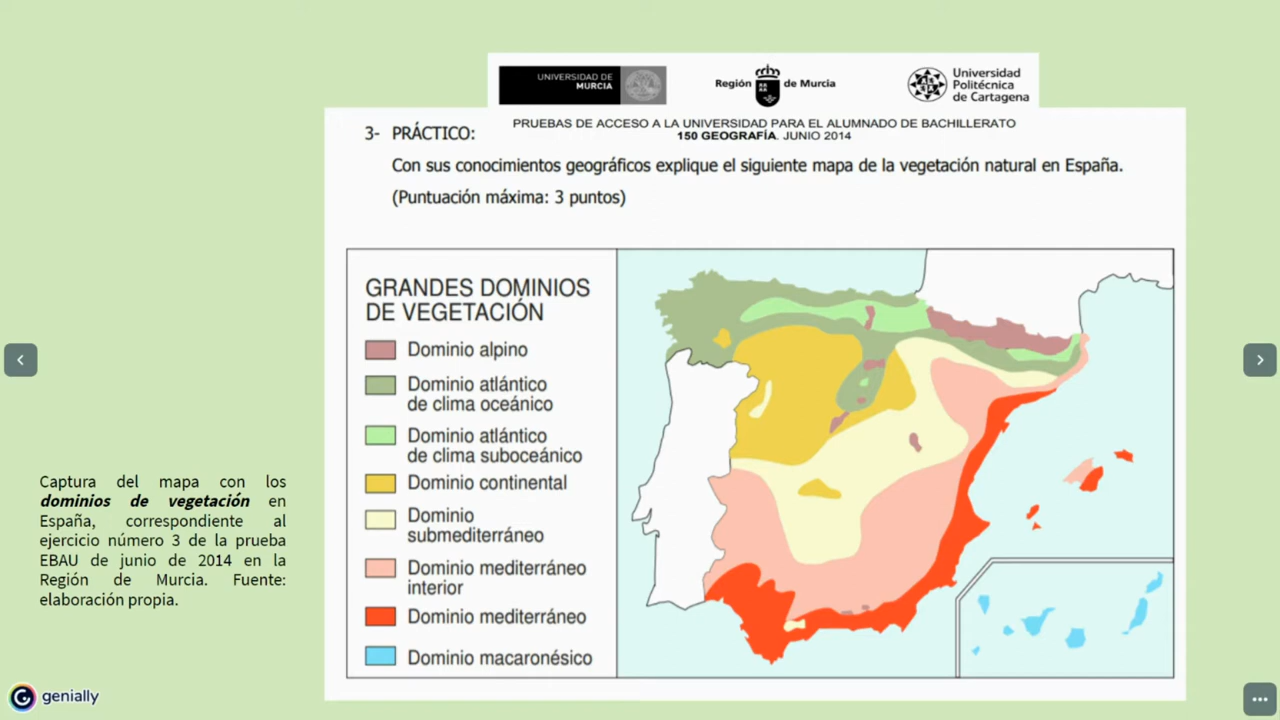 UNIVERSIDAD DE
MURCIA
Región de Murcia
Universidad
Politécnica
de Cartagena
PRUEBAS DE ACCESO A LA UNIVERSIDAD PARA EL ALUMNADO DE BACHILLERATO
150 GEOGRAFÍA. JUNIO 2014
3- PRÁCTICO:
Con sus conocimientos geográficos explique el siguiente mapa de la vegetación natural en España.
(Puntuación máxima: 3 puntos)
GRANDES DOMINIOS
DE VEGETACIÓN
Dominio alpino
Dominio atlántico
de clima oceánico
Dominio atlántico
de clima suboceánico
Dominio continental
Dominio
submediterráneo
Dominio mediterráneo
interior
Dominio mediterráneo
Dominio macaronésico
Captura del mapa con los
dominios de vegetación en
España, correspondiente al
ejercicio número 3 de la prueba
EBAU de junio de 2014 en la
Región de Murcia. Fuente:
elaboración propia.
genially